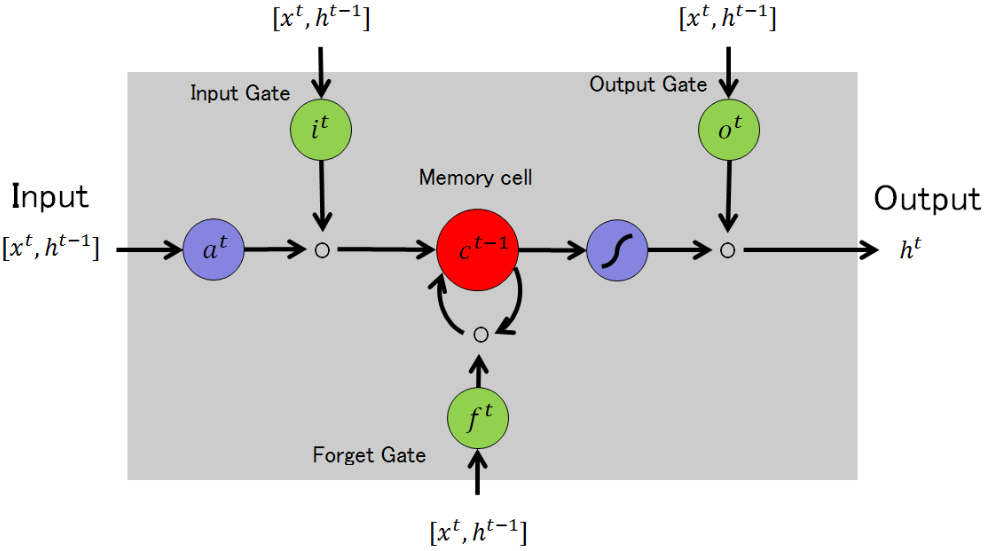 [x^t, h^{t−1}]
[x^t, h^{t−1}]
Input Gate
Output Gate
i^t
o^t
Memory cell
Input
Output
[x^t, h^{t−1}]
a^t
c^{t−1}
h^t
f^t
Forget Gate
[x^t, h^{t−1}]